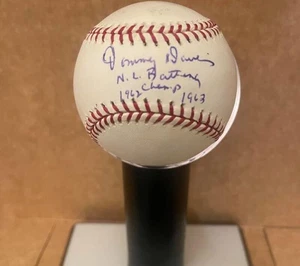 Tommy Davis
N.L. Batting
Champ
1962 1963